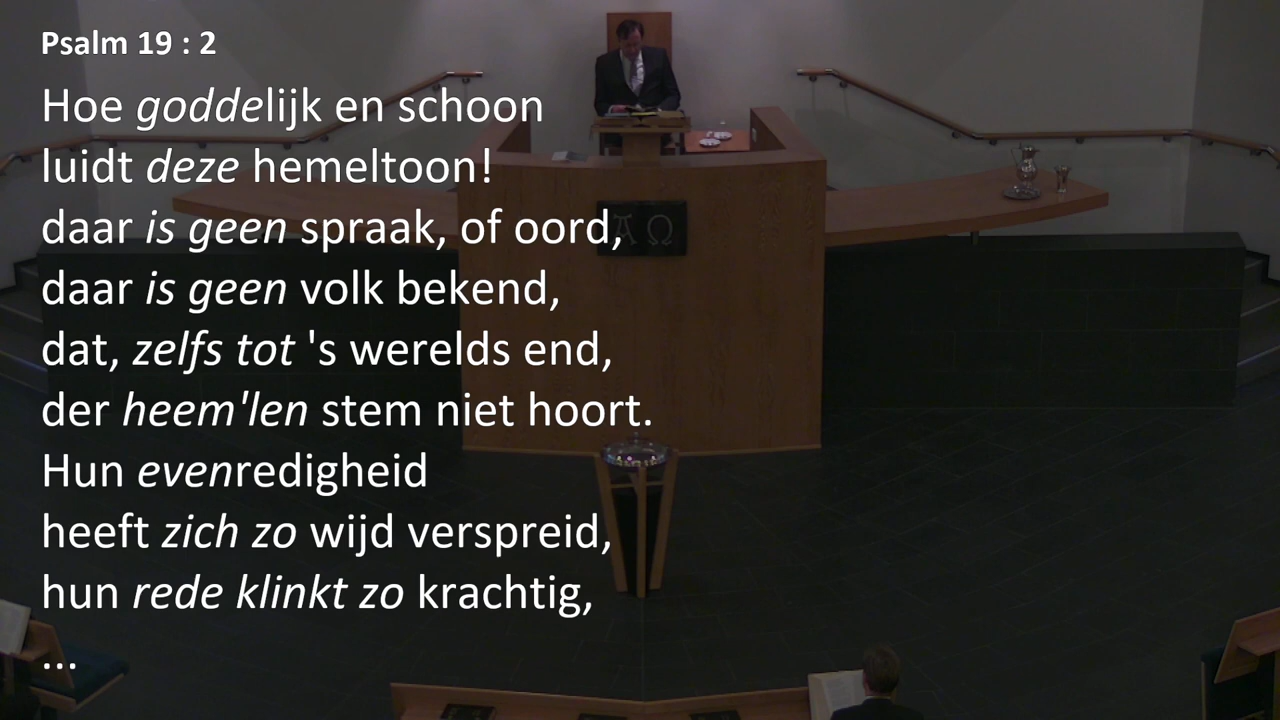 Psalm 19 : 2
Hoe goddelijk en schoon
luidt deze hemeltoon!
daar is geen spraak, of oord,
daar is geen volk bekend,
dat, zelfs tot 's werelds end,
der heem'len stem niet hoort.
Hun evenredigheid
heeft zich zo wijd verspreid,
hun rede klinkt zo krachtig,
...
Α Ω